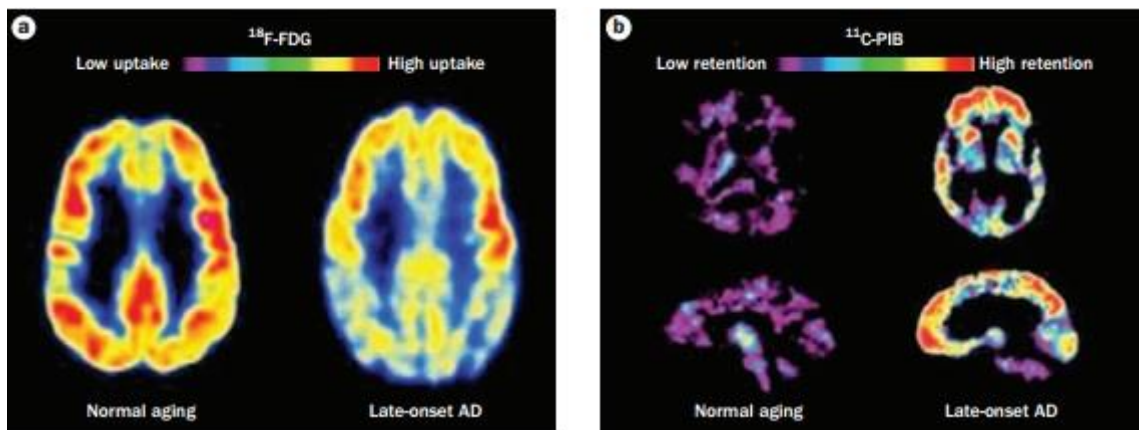 a
¹⁸F-FDG
Low uptake High uptake
Normal aging Late-onset AD
b
¹¹C-PIB
Low retention High retention
Normal aging Late-onset AD